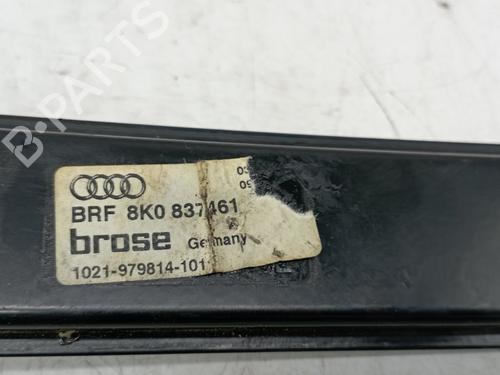 B-PARTS
BRF 8K0 837461
brose Germany
1021-979814-101